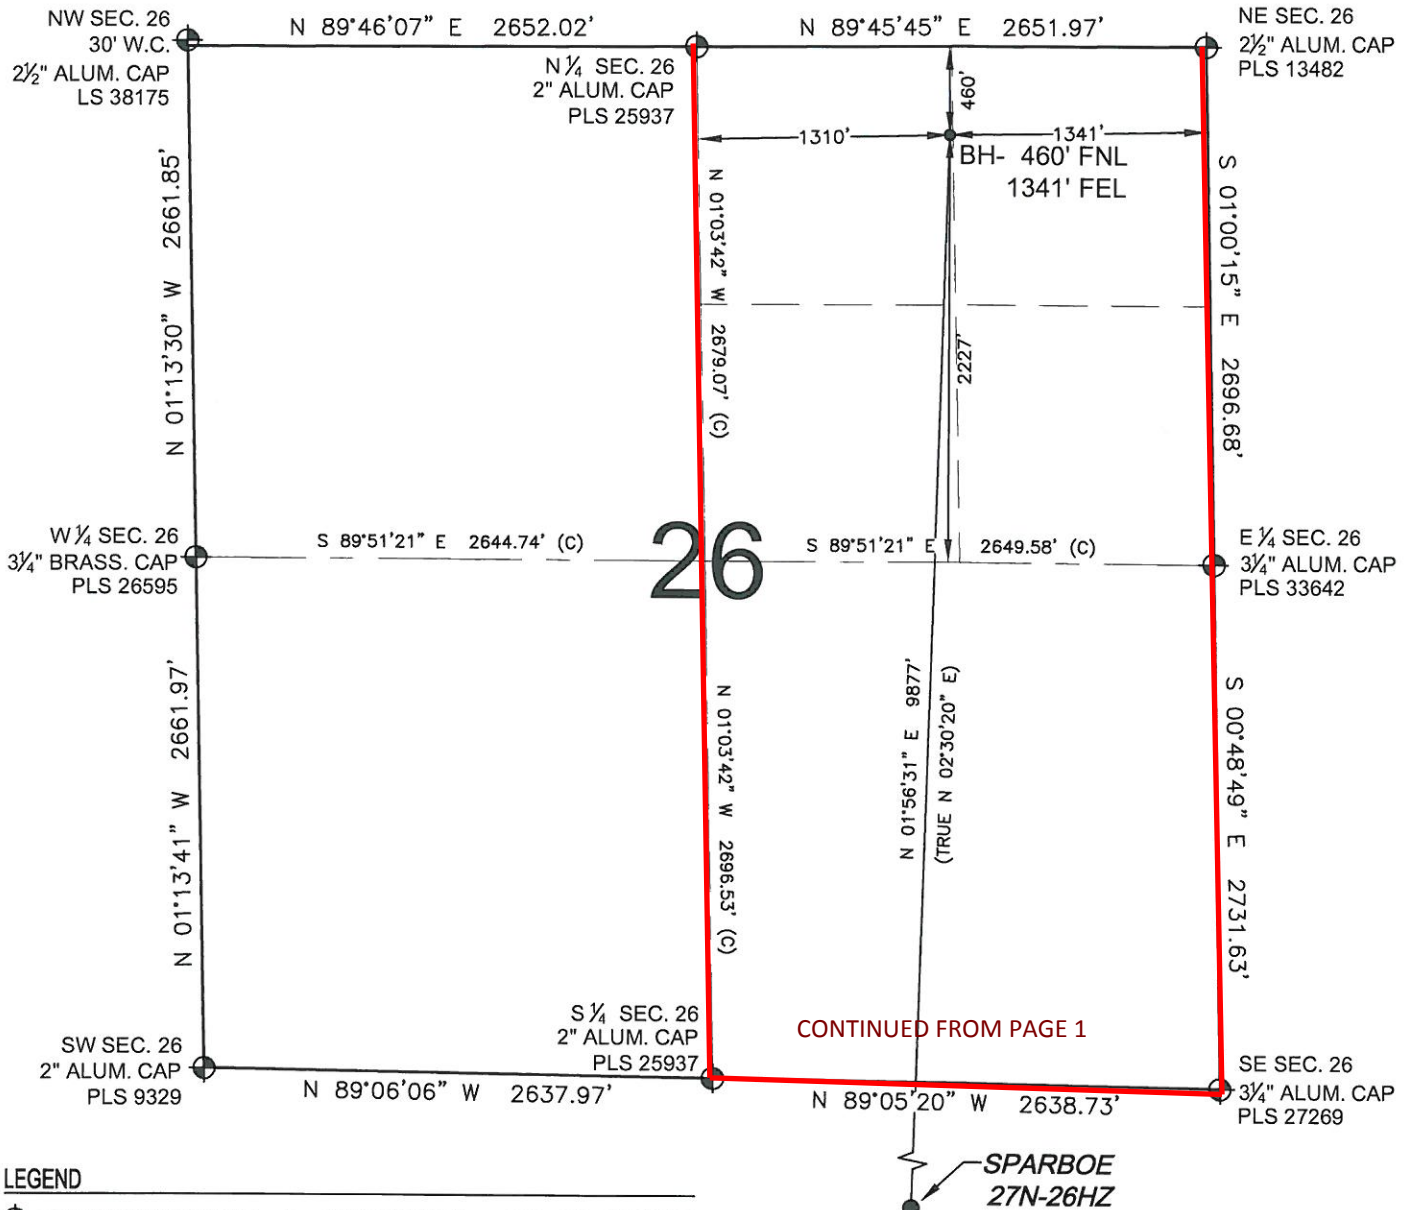 NW SEC. 26
30' W.C.
2½" ALUM. CAP
LS 38175
N 89°46'07" E 2652.02'
N ¼ SEC. 26
2" ALUM. CAP
PLS 25937
N 89°45'45" E 2651.97'
NE SEC. 26
2½" ALUM. CAP
PLS 13482
460'
1310'
1341'
BH- 460' FNL
1341' FEL
N 01°13'30" W 2661.85'
N 01°03'42" W 2679.07' (C)
2227'
S 01°00'15" E 2696.68'
W ¼ SEC. 26
3¼" BRASS. CAP
PLS 26595
S 89°51'21" E 2644.74' (C)
26
S 89°51'21" E 2649.58' (C)
E ¼ SEC. 26
3¼" ALUM. CAP
PLS 33642
N 01°13'41" W 2661.97'
N 01°03'42" W 2696.53' (C)
N 01°56'31" E 9877'
(TRUE N 02°30'20" E)
S 00°48'49" E 2731.63'
SW SEC. 26
2" ALUM. CAP
PLS 9329
N 89°06'06" W 2637.97'
S ¼ SEC. 26
2" ALUM. CAP
PLS 25937
CONTINUED FROM PAGE 1
N 89°05'20" W 2638.73'
SE SEC. 26
3¼" ALUM. CAP
PLS 27269
LEGEND
SPARBOE
27N-26HZ